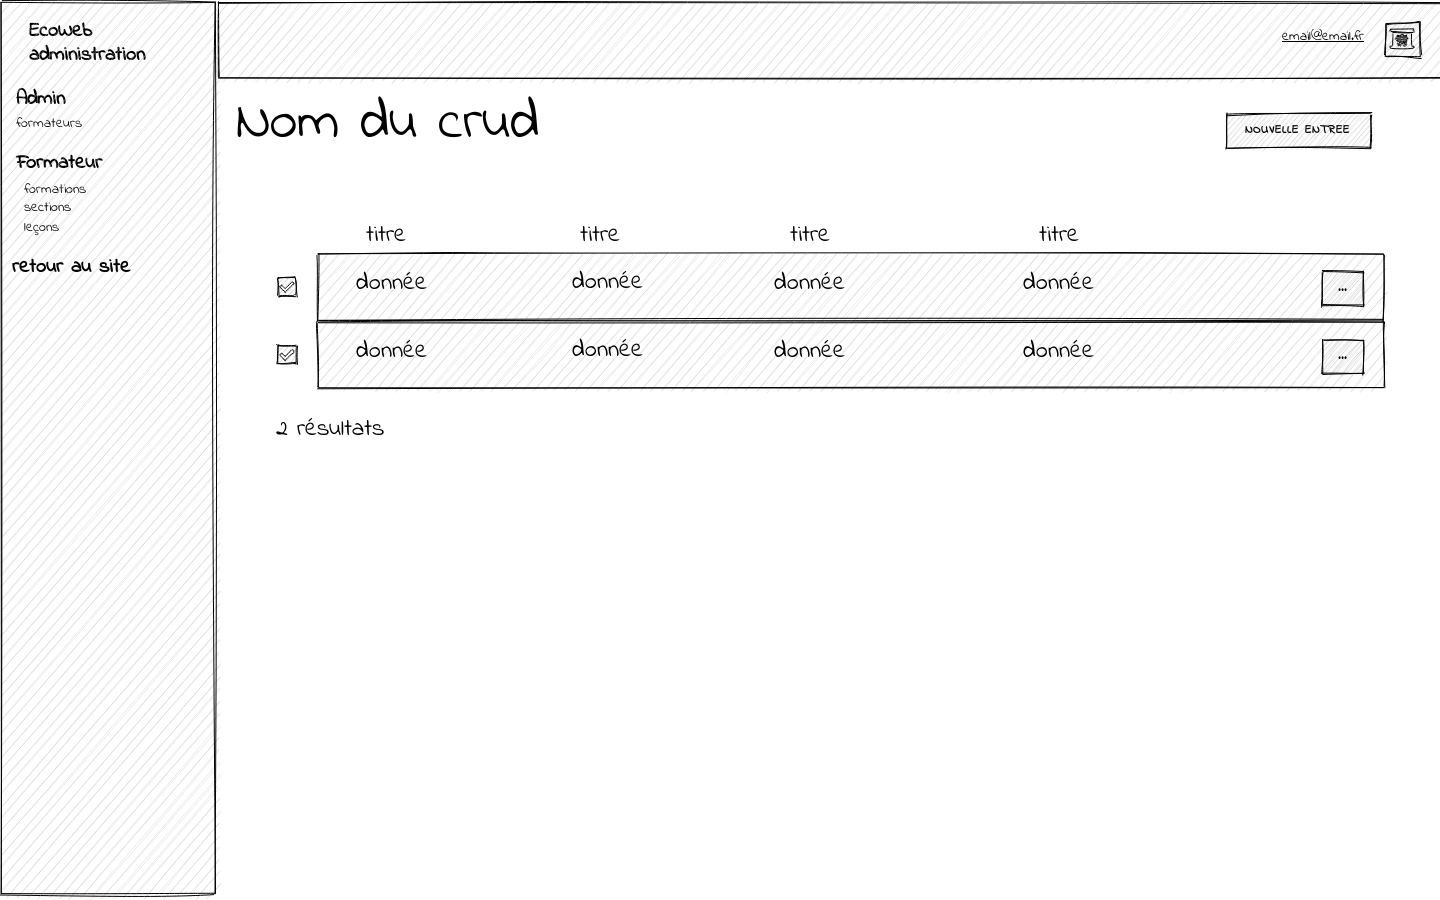 Ecoweb
administration
Admin
formateurs
Formateur
formations
sections
leçons
retour au site
email@email.fr
Nom du crud
NOUVELLE ENTREE
titre titre titre titre
donnée donnée donnée donnée ...
donnée donnée donnée donnée ...
2 résultats